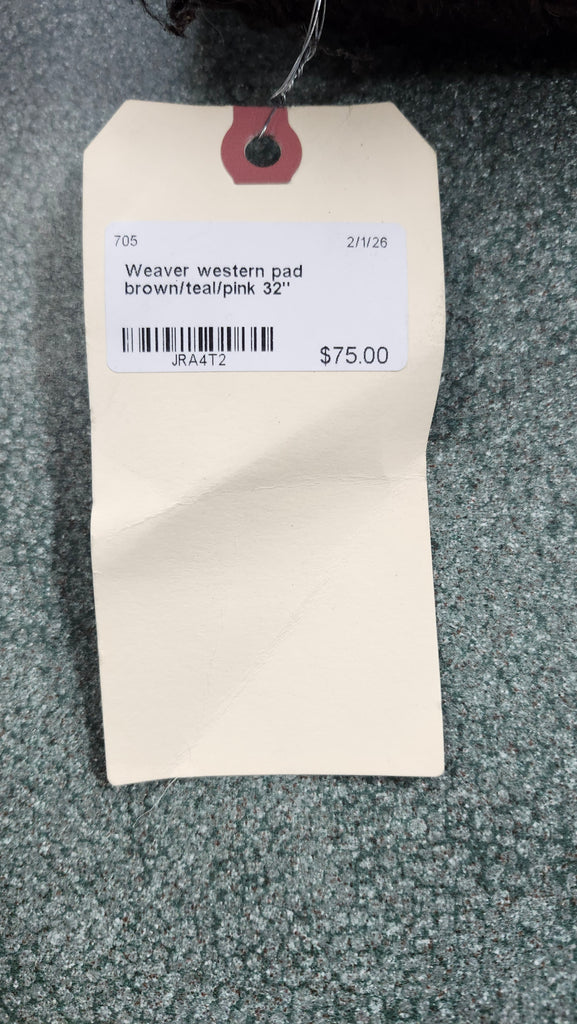 705 2/1/26
Weaver western pad
brown/teal/pink 32"
JRA4T2 $75.00